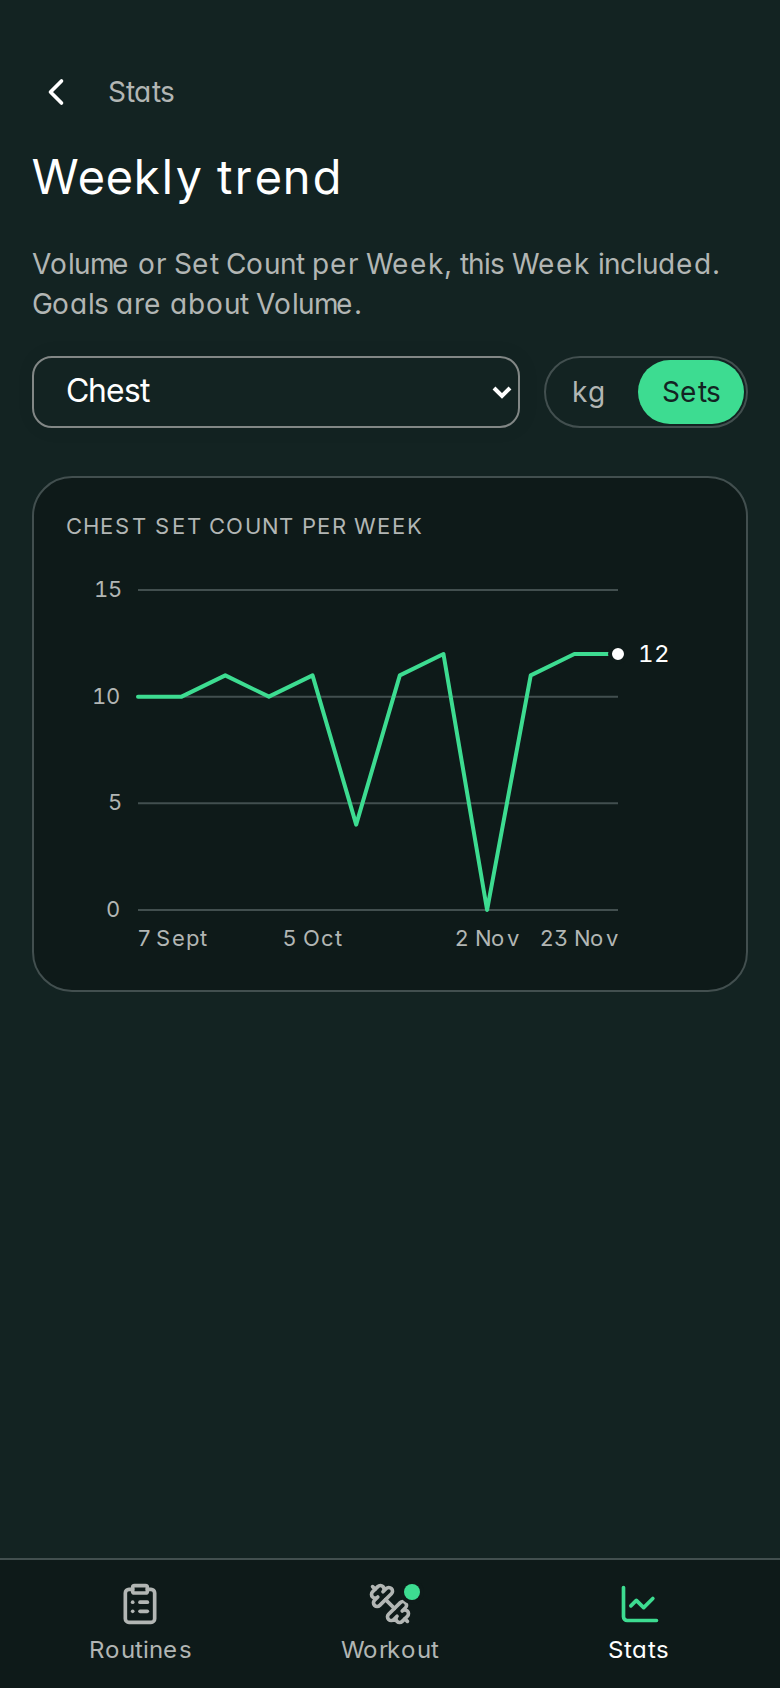 Stats
Weekly trend
Volume or Set Count per Week, this Week included.
Goals are about Volume.
Chest
kg
Sets
CHEST SET COUNT PER WEEK
15
12
10
5
0
7 Sept
5 Oct
2 Nov
23 Nov
Routines
Workout
Stats